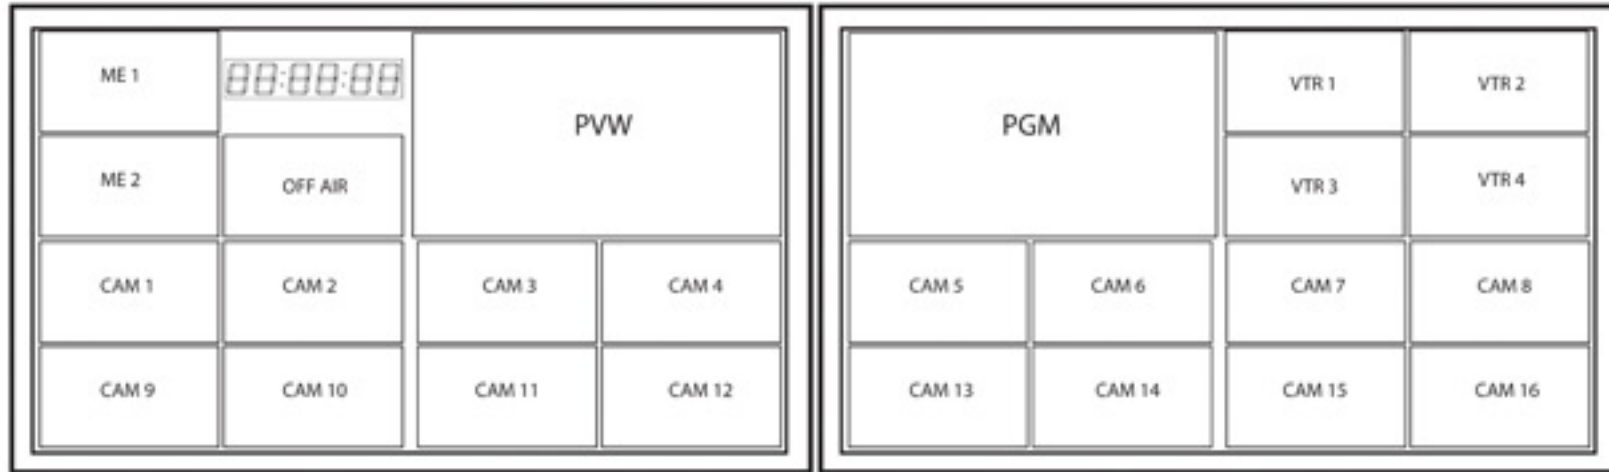 ME 1
88:88:88
PVW
ME 2
OFF AIR
CAM 1
CAM 2
CAM 3
CAM 4
CAM 9
CAM 10
CAM 11
CAM 12
PGM
VTR 1
VTR 2
VTR 3
VTR 4
CAM 5
CAM 6
CAM 7
CAM 8
CAM 13
CAM 14
CAM 15
CAM 16